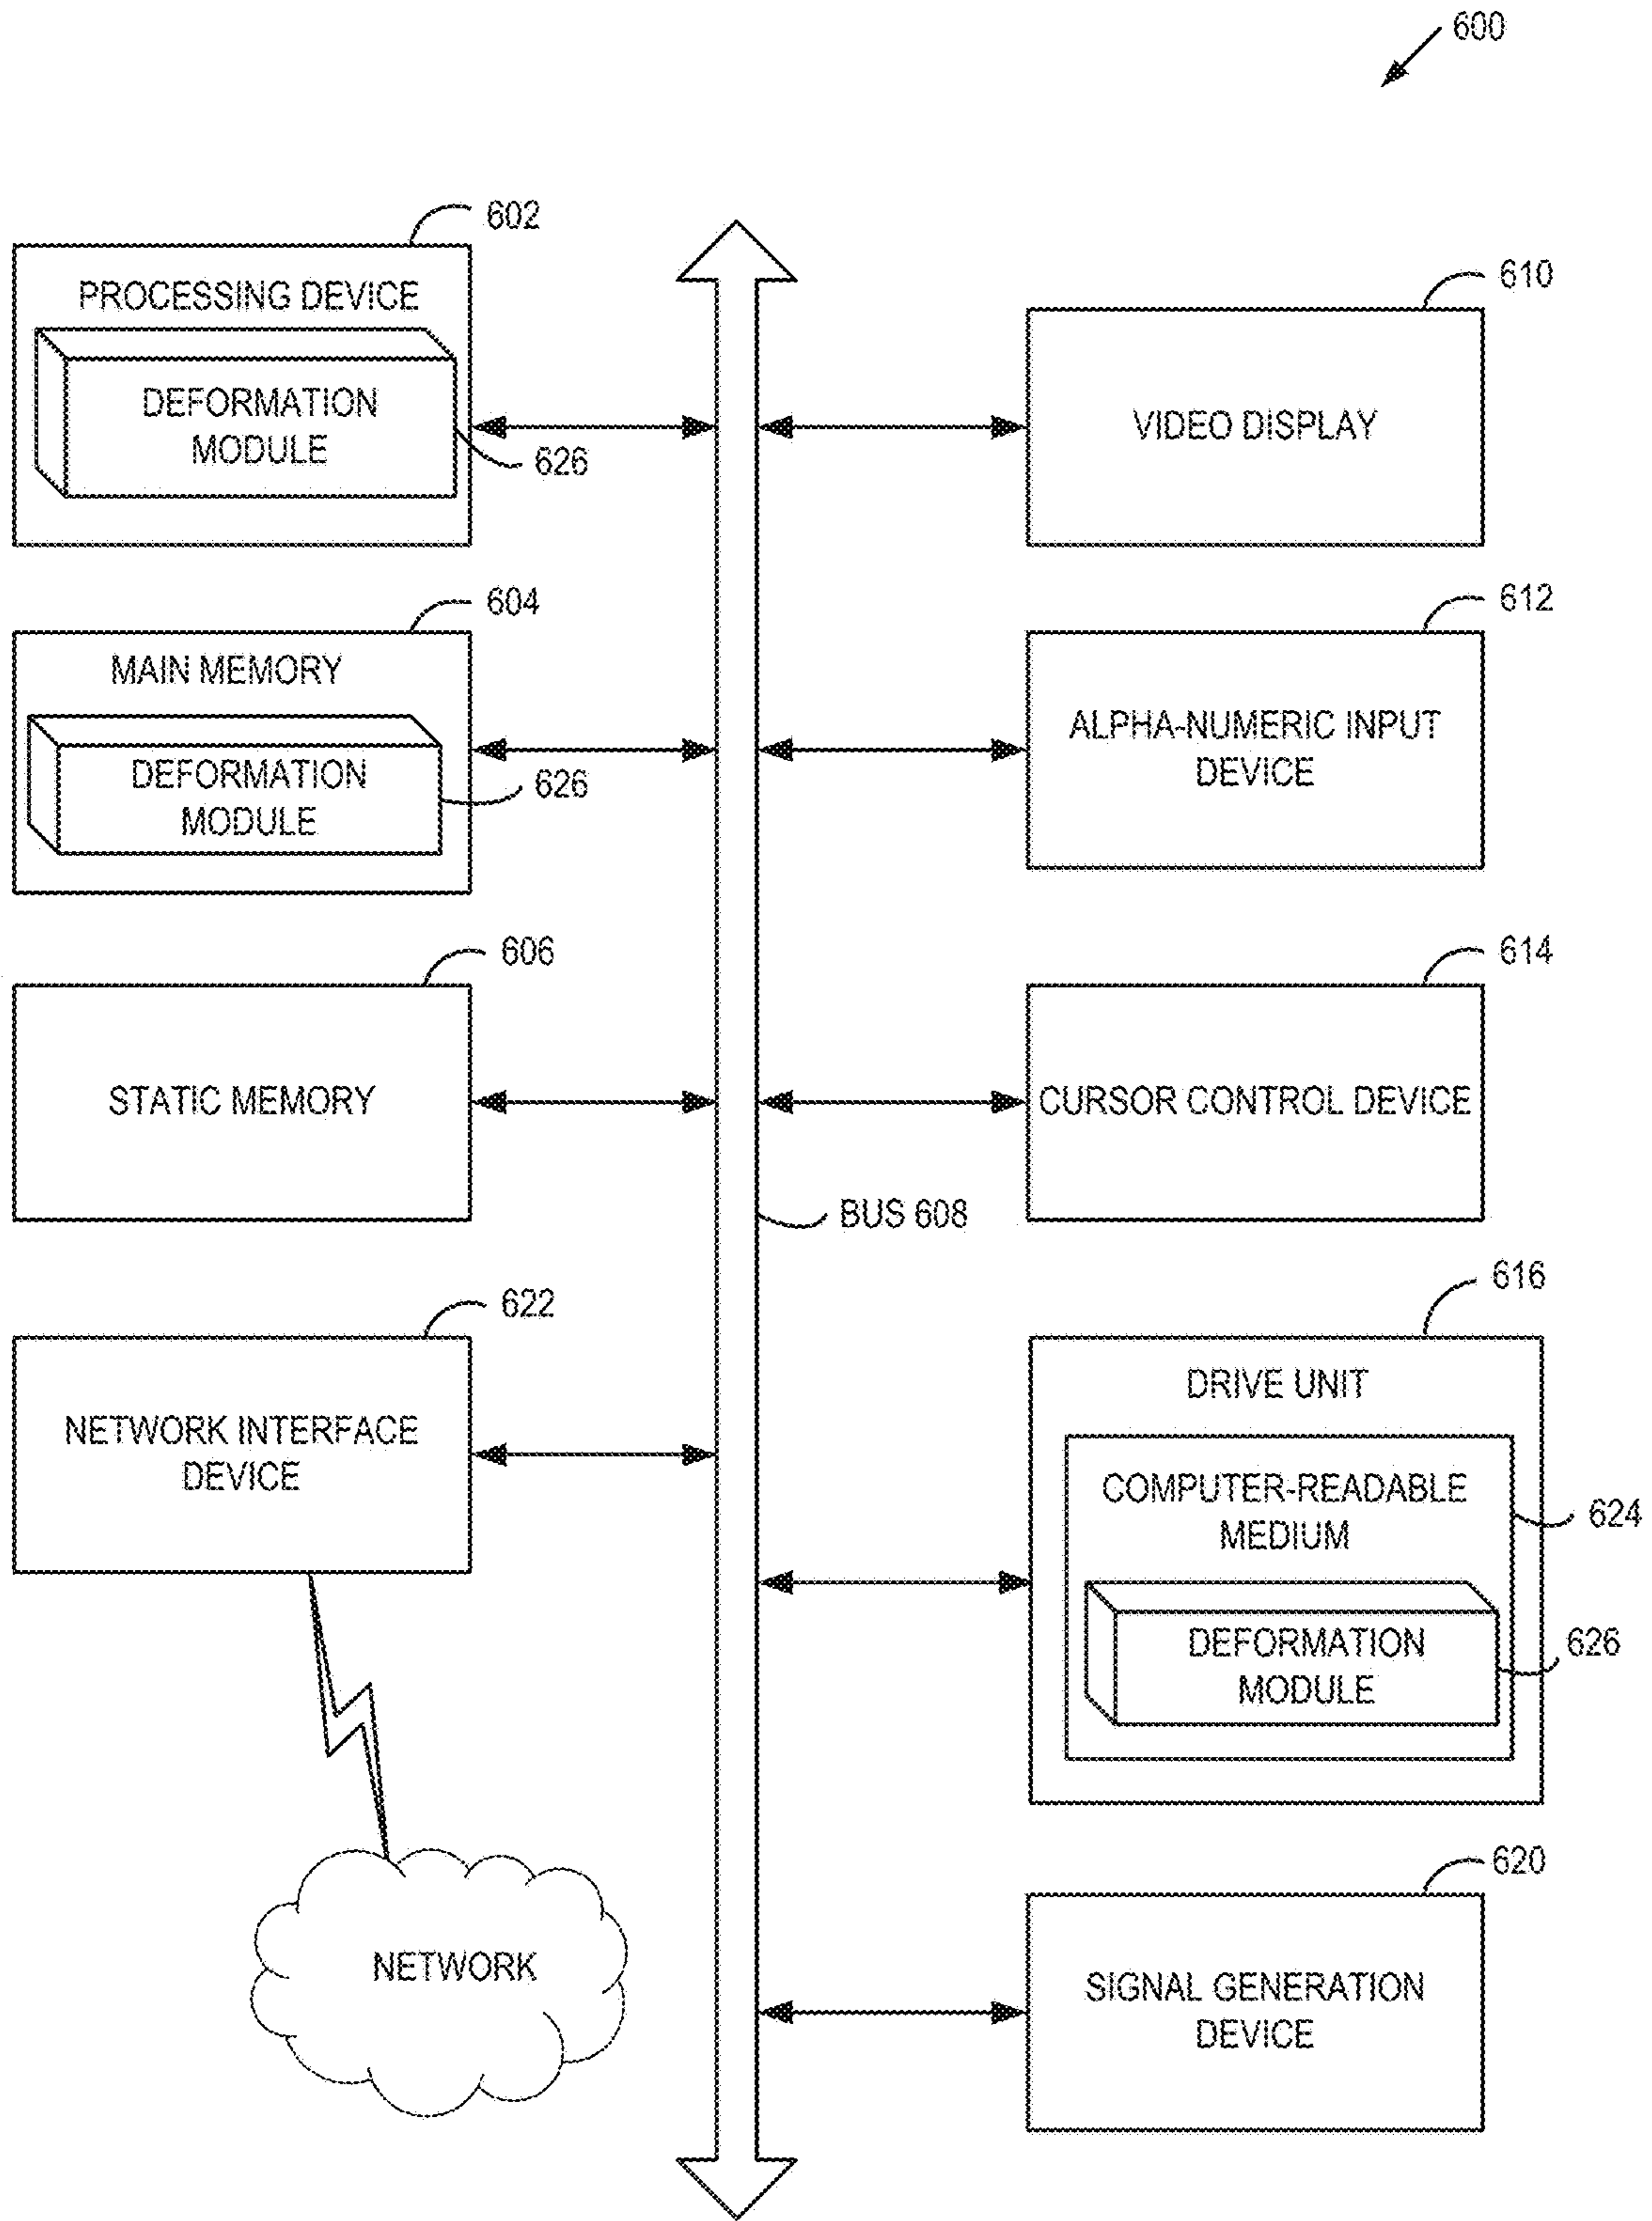 600
602
PROCESSING DEVICE
DEFORMATION
MODULE
626
604
MAIN MEMORY
DEFORMATION
MODULE
626
606
STATIC MEMORY
622
NETWORK INTERFACE
DEVICE
NETWORK
BUS 608
610
VIDEO DISPLAY
612
ALPHA-NUMERIC INPUT
DEVICE
614
CURSOR CONTROL DEVICE
616
DRIVE UNIT
COMPUTER-READABLE
MEDIUM
624
DEFORMATION
MODULE
626
620
SIGNAL GENERATION
DEVICE